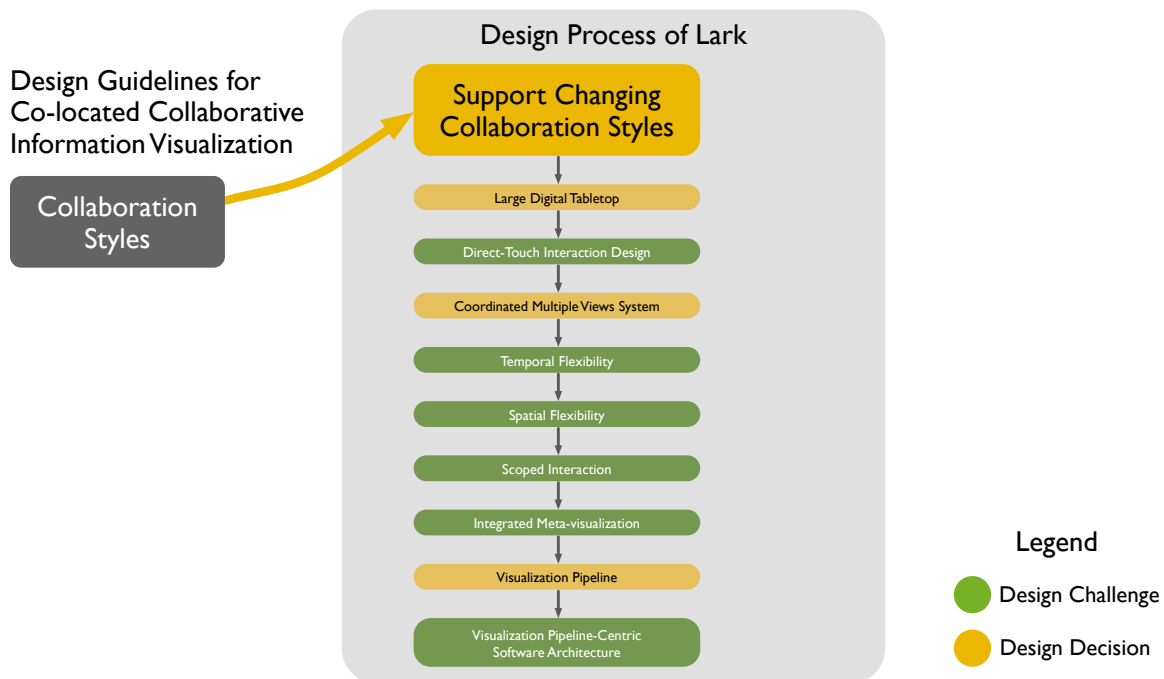 Design Process of Lark
Design Guidelines for
Co-located Collaborative
Information Visualization
Collaboration
Styles
Support Changing
Collaboration Styles
Large Digital Tabletop
Direct-Touch Interaction Design
Coordinated Multiple Views System
Temporal Flexibility
Spatial Flexibility
Scoped Interaction
Integrated Meta-visualization
Visualization Pipeline
Visualization Pipeline-Centric
Software Architecture
Legend
Design Challenge
Design Decision